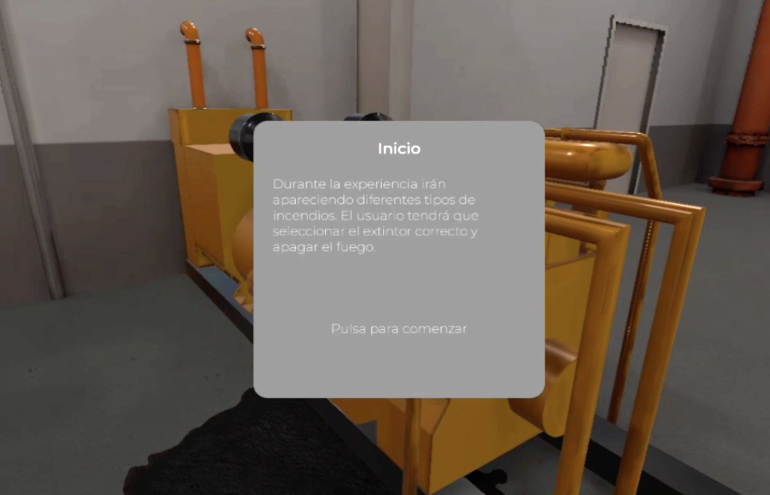 Inicio
Durante la experiencia irán
apareciendo diferentes tipos de
incendios. El usuario tendrá que
seleccionar el extintor correcto y
apagar el fuego.
Pulsa para comenzar